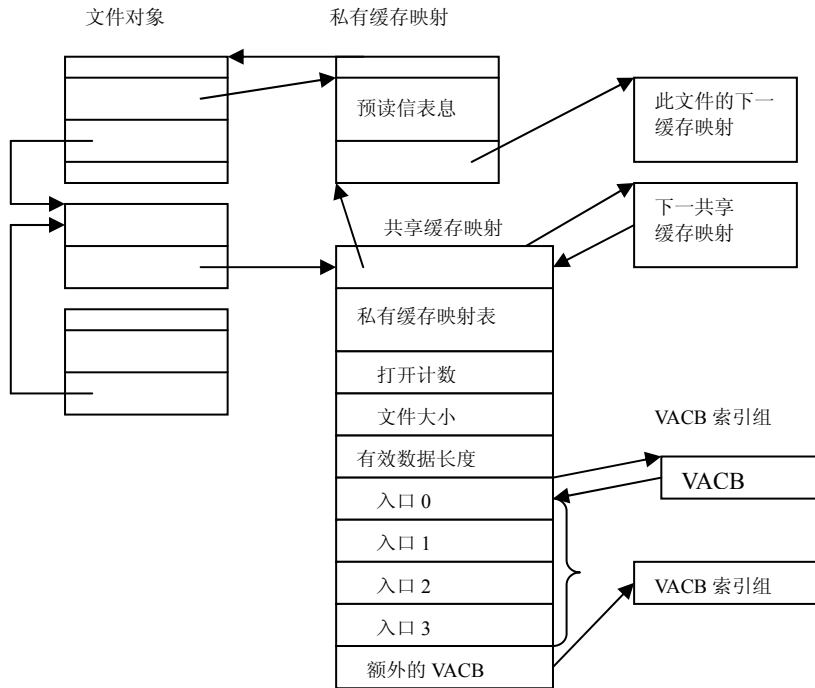 文件对象
私有缓存映射
预读信表息
此文件的下一
缓存映射
下一共享
缓存映射
共享缓存映射
私有缓存映射表
打开计数
文件大小
有效数据长度
VACB 索引组
VACB
入口 0
入口 1
入口 2
入口 3
VACB 索引组
额外的 VACB